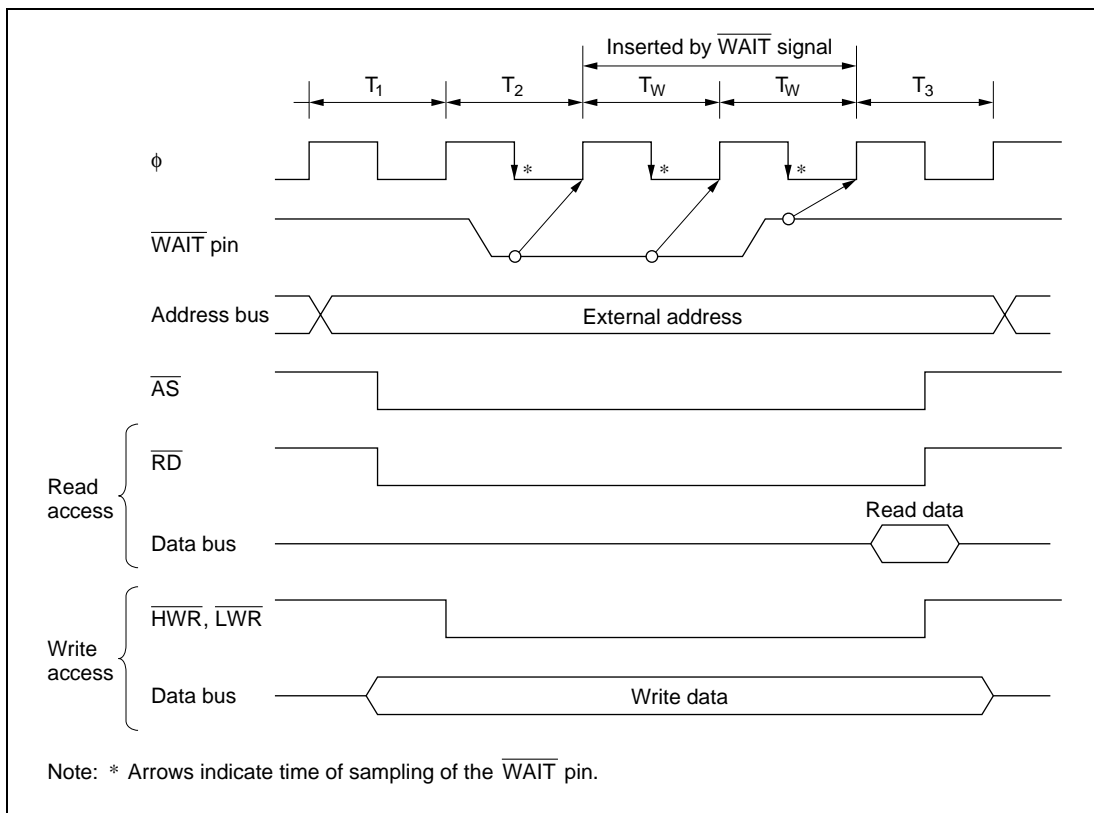 Inserted by WAIT signal
T1 T2 TW TW T3
φ * * *
WAIT pin
Address bus External address
AS
Read access
RD
Read data
Data bus
Write access
HWR, LWR
Data bus Write data
Note: * Arrows indicate time of sampling of the WAIT pin.